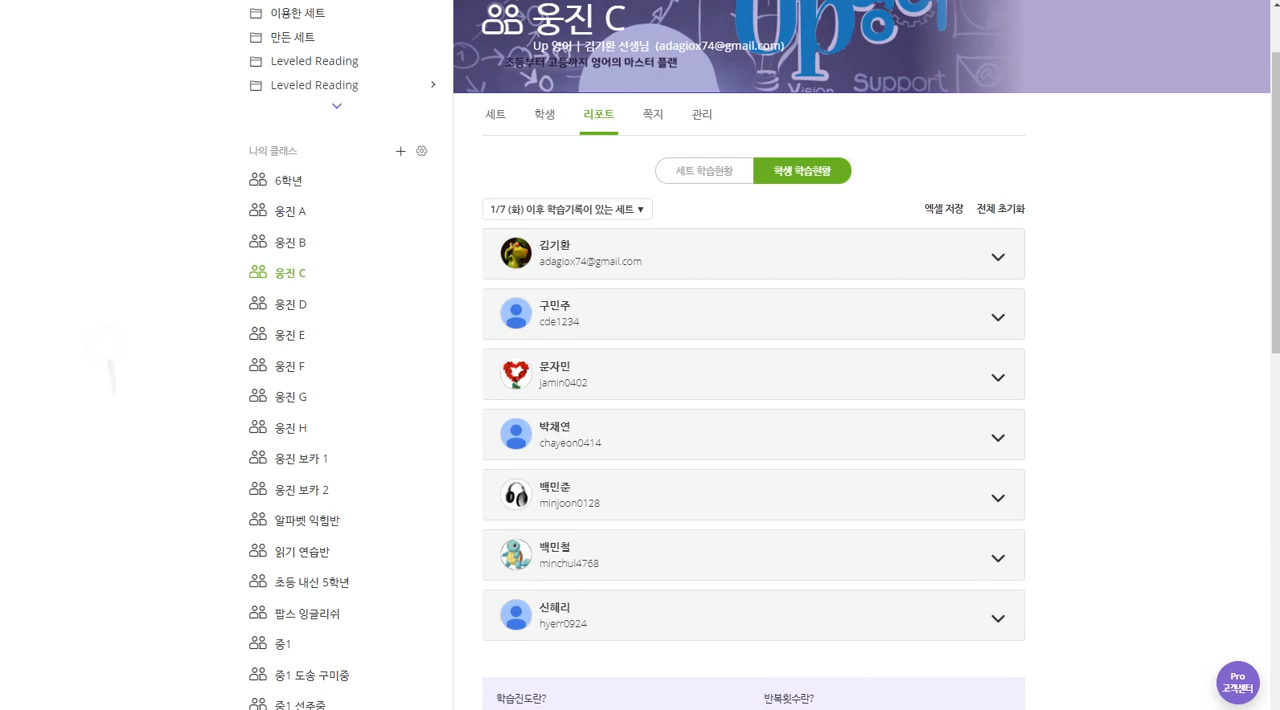 이용한 세트
만든 세트
Leveled Reading
Leveled Reading
나의 클래스
6학년
웅진 A
웅진 B
웅진 C
웅진 D
웅진 E
웅진 F
웅진 G
웅진 H
웅진 보카 1
웅진 보카 2
알파벳 익힘반
읽기 연습반
초등 내신 5학년
팝스 잉글리쉬
중1
중1 도송 구미중
중1 선주중
웅진 C
Up 영어 | 김기환 선생님 (adagiox74@gmail.com)
초등부터 고등까지 영어의 마스터 플랜
Up영어
Vision
Support
세트 학생 리포트 쪽지 관리
세트 학습현황 학생 학습현황
1/7 (화) 이후 학습기록이 있는 세트 ▼ 엑셀 저장 전체 초기화
김기환
adagiox74@gmail.com
구민주
cde1234
문자민
jamin0402
박채연
chayeon0414
백민준
minjoon0128
백민철
minchul4768
신혜리
hyerr0924
학습진도란? 반복횟수란?
Pro
고객센터